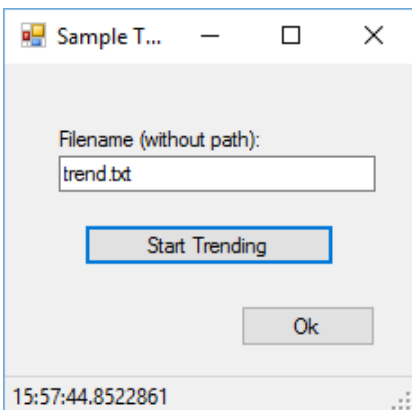 Sample T...
Filename (without path):
trend.txt
Start Trending
Ok
15:57:44.8522861